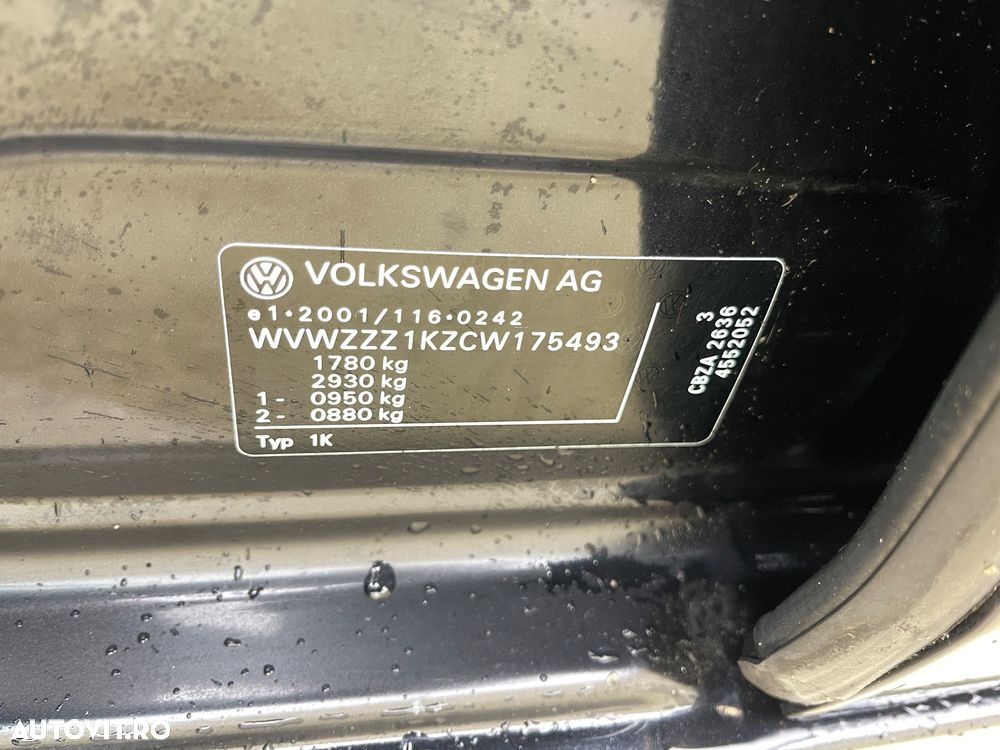 VOLKSWAGEN AG
e1*2001/116*0242
WVWZZZ1KZCW175493
1780 kg
2930 kg
1- 0950 kg
2- 0880 kg
Typ 1K
3
CBZA 2636
4552052
AUTOVIT.RO